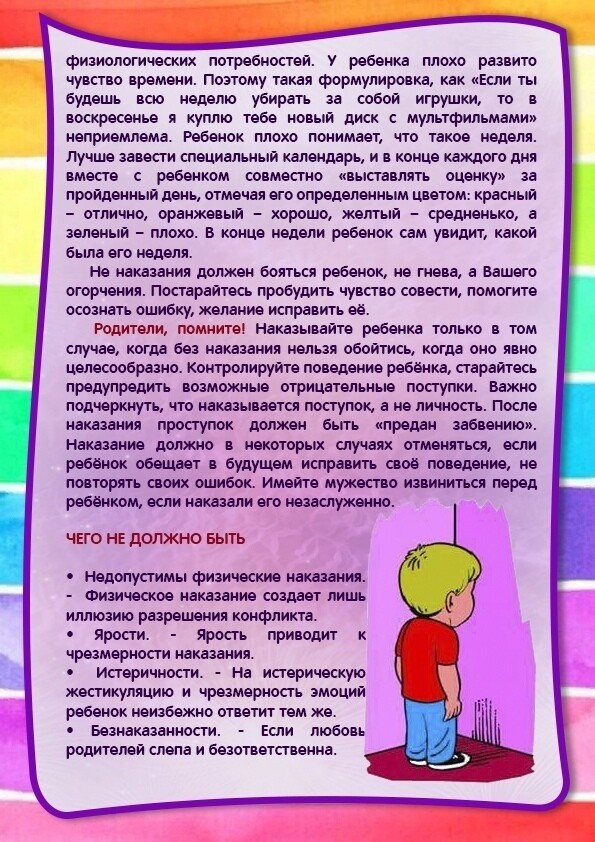 физиологических потребностей. У ребенка плохо развито
чувство времени. Поэтому такая формулировка, как «Если ты
будешь всю неделю убирать за собой игрушки, то в
воскресенье я куплю тебе новый диск с мультфильмами»
неприемлема. Ребенок плохо понимает, что такое неделя.
Лучше завести специальный календарь, и в конце каждого дня
вместе с ребенком совместно «выставлять оценку» за
пройденный день, отмечая его определенным цветом: красный
– отлично, оранжевый – хорошо, желтый – средненько, а
зеленый – плохо. В конце недели ребенок сам увидит, какой
была его неделя.
Не наказания должен бояться ребенок, не гнева, а Вашего
огорчения. Постарайтесь пробудить чувство совести, помогите
осознать ошибку, желание исправить её.
Родители, помните! Наказывайте ребенка только в том
случае, когда без наказания нельзя обойтись, когда оно явно
целесообразно. Контролируйте поведение ребёнка, старайтесь
предупредить возможные отрицательные поступки. Важно
подчеркнуть, что наказывается поступок, а не личность. После
наказания проступок должен быть «предан забвению».
Наказание должно в некоторых случаях отменяться, если
ребёнок обещает в будущем исправить своё поведение, не
повторять своих ошибок. Имейте мужество извиниться перед
ребёнком, если наказали его незаслуженно.
ЧЕГО НЕ ДОЛЖНО БЫТЬ
• Недопустимы физические наказания.
- Физическое наказание создает лишь
иллюзию разрешения конфликта.
• Ярости. - Ярость приводит к
чрезмерности наказания.
• Истеричности. - На истерическую
жестикуляцию и чрезмерность эмоций
ребенок неизбежно ответит тем же.
• Безнаказанности. - Если любовь
родителей слепа и безответственна.